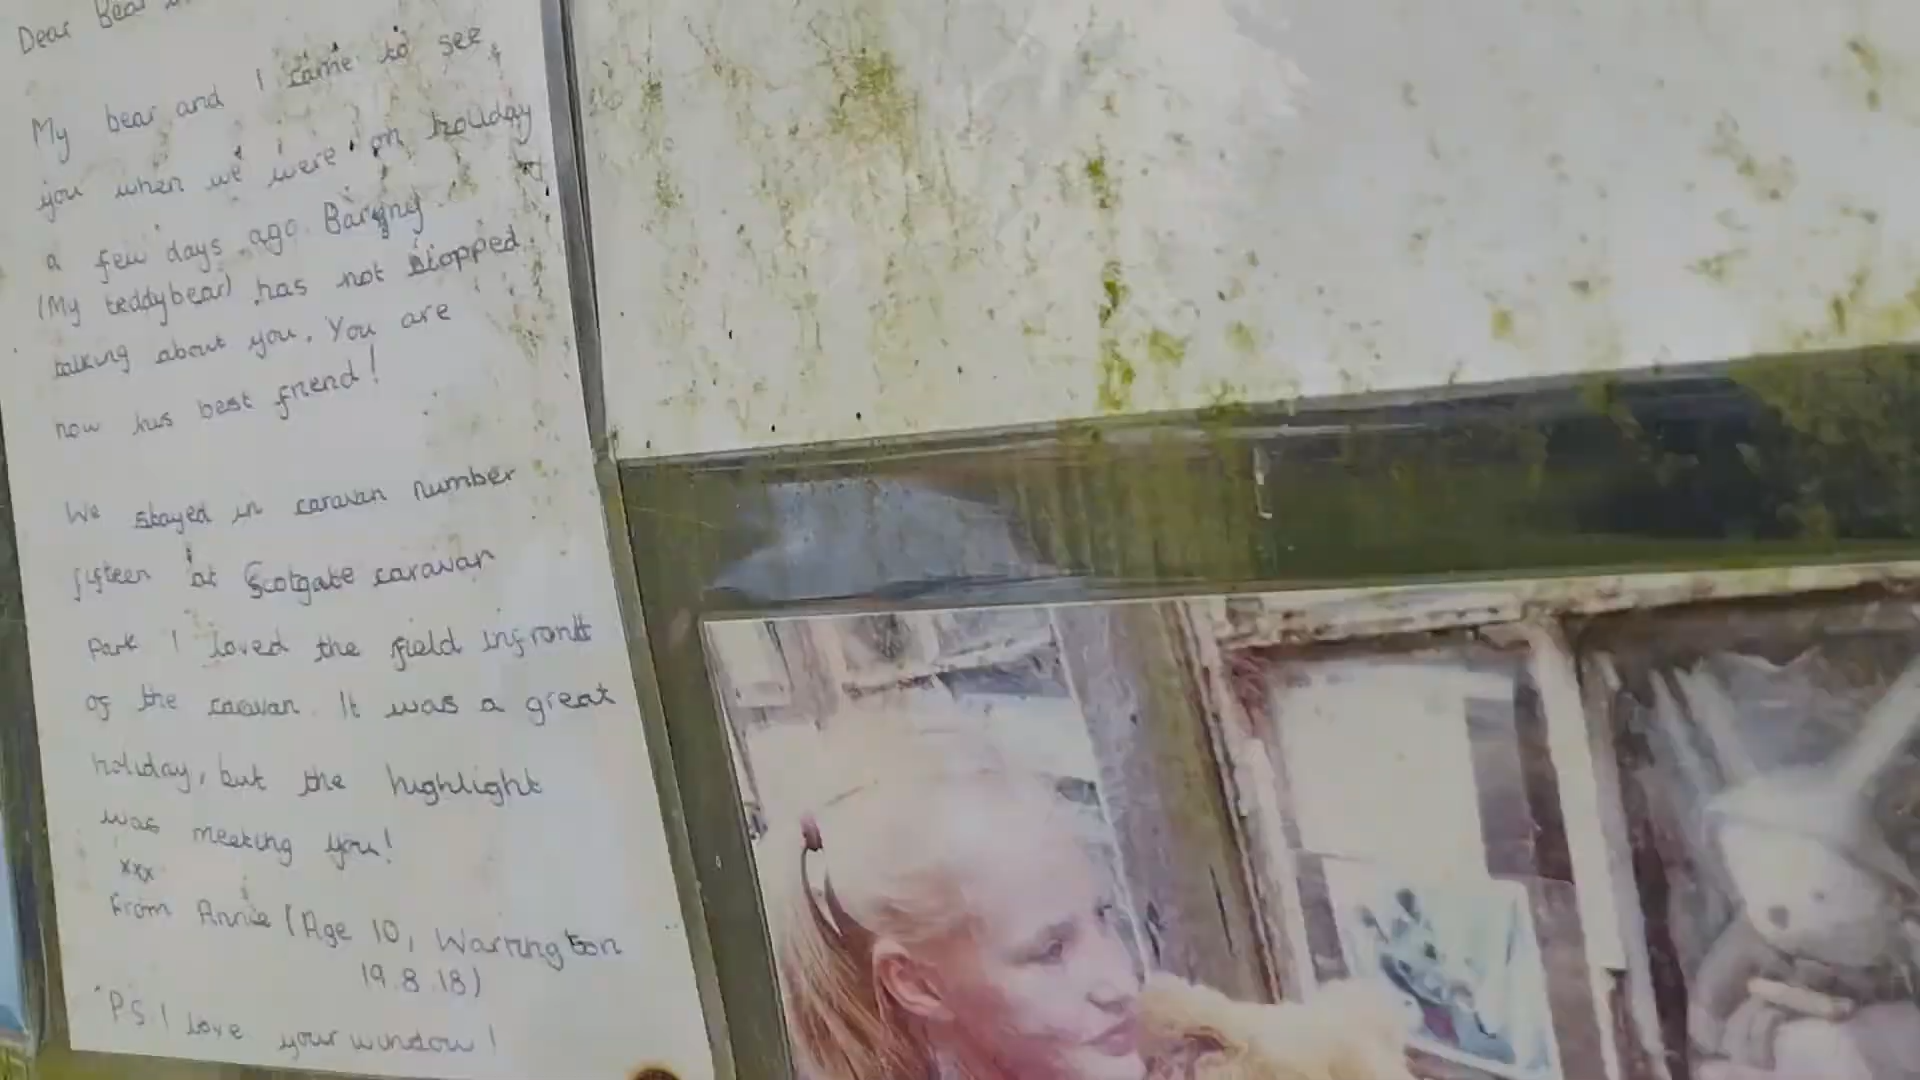 Dear Bear
My bear and I came to see
you when we were on holiday
a few days ago. Barny
(My teddybear) has not stopped
talking about you. You are
now his best friend!
We stayed in caravan number
fifteen at Scotgate caravan
Park I loved the field infront
of the caravan. It was a great
holiday, but the highlight
was meeting you!
xxx
From Annie (Age 10, Warrington
19.8.18)
P.S I love your window!